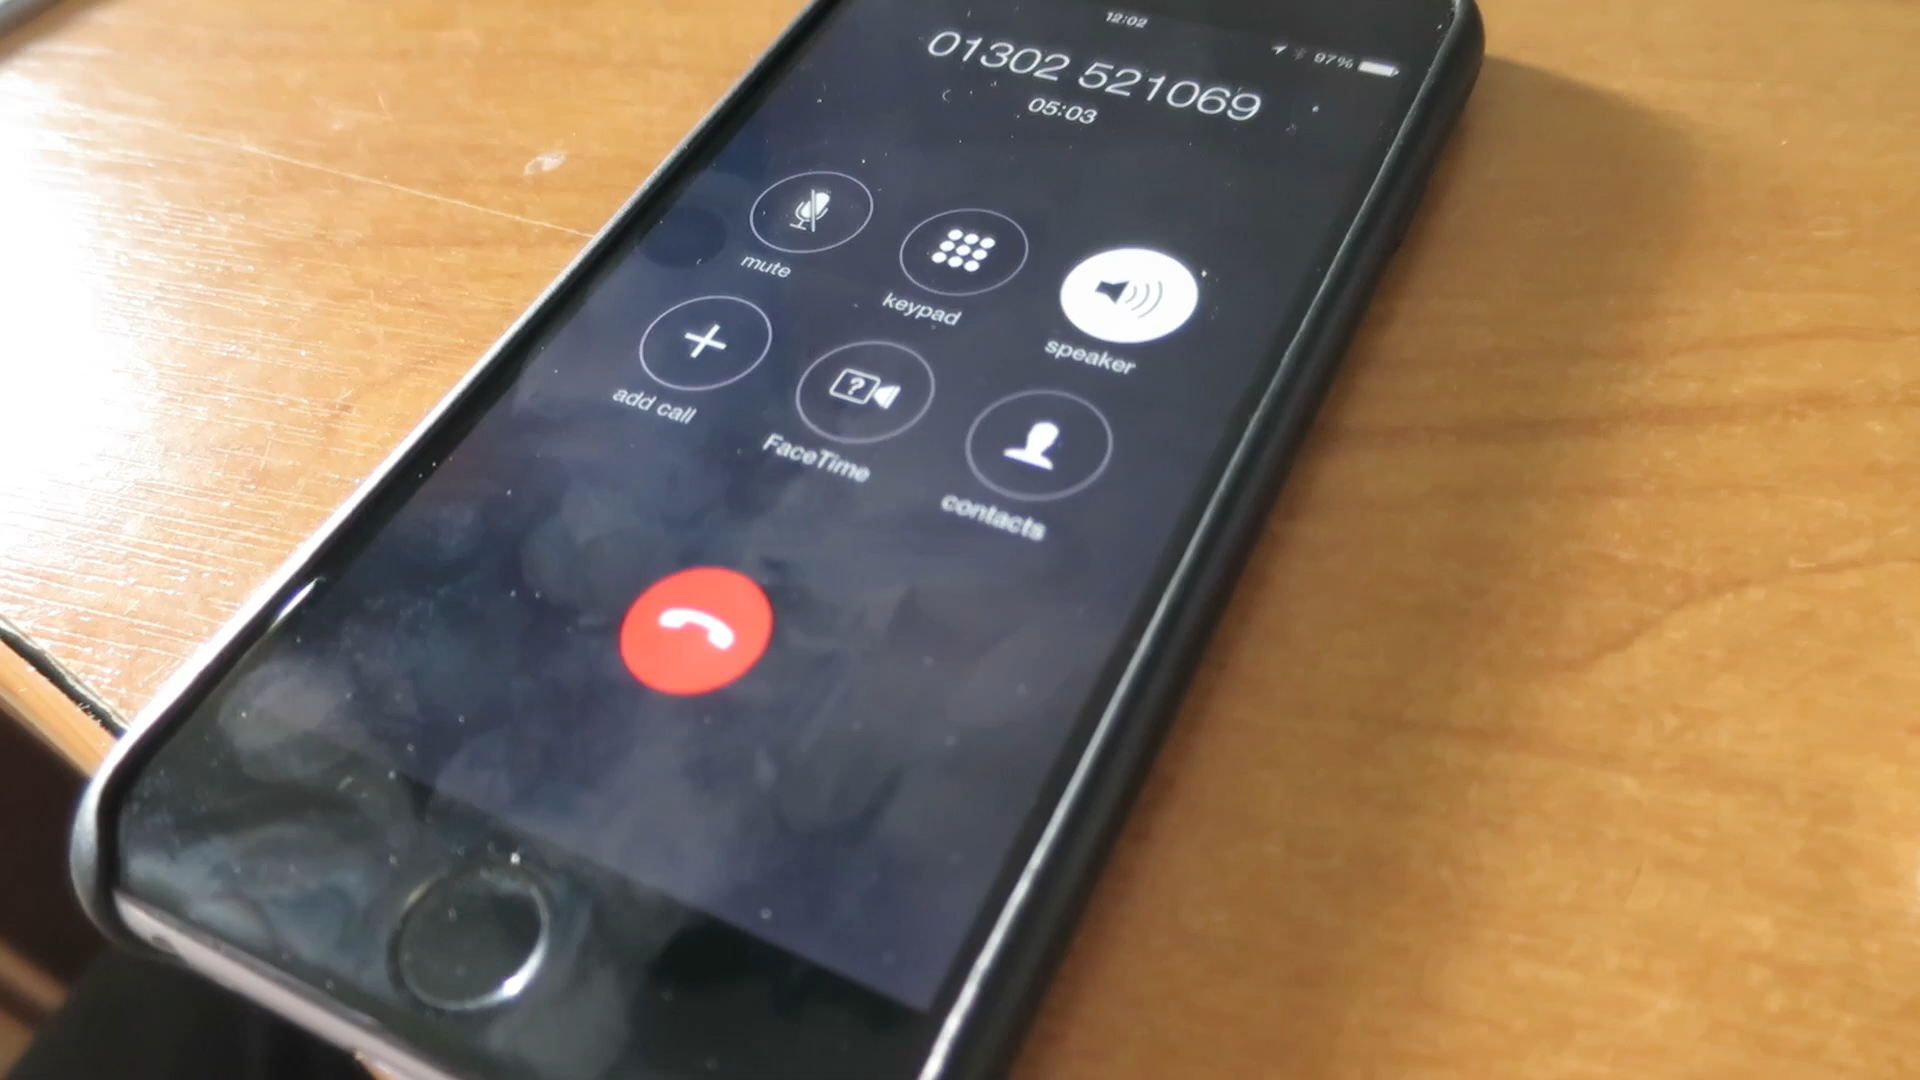 12:02
97%
01302 521069
05:03
mute
keypad
speaker
add call
FaceTime
contacts